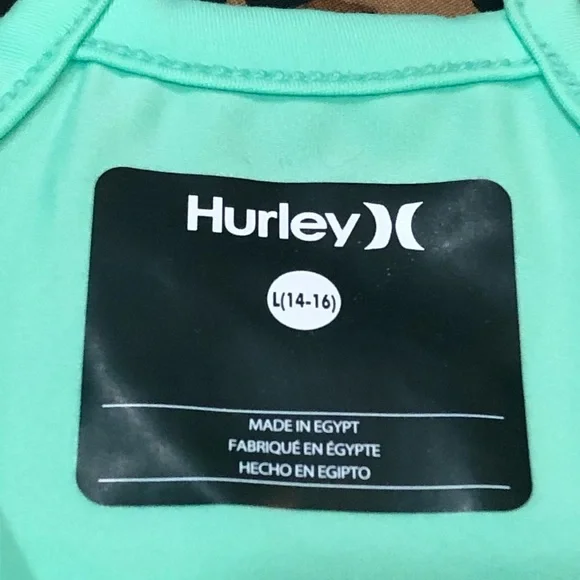 Hurley
L(14-16)
MADE IN EGYPT
FABRIQUÉ EN ÉGYPTE
HECHO EN EGIPTO